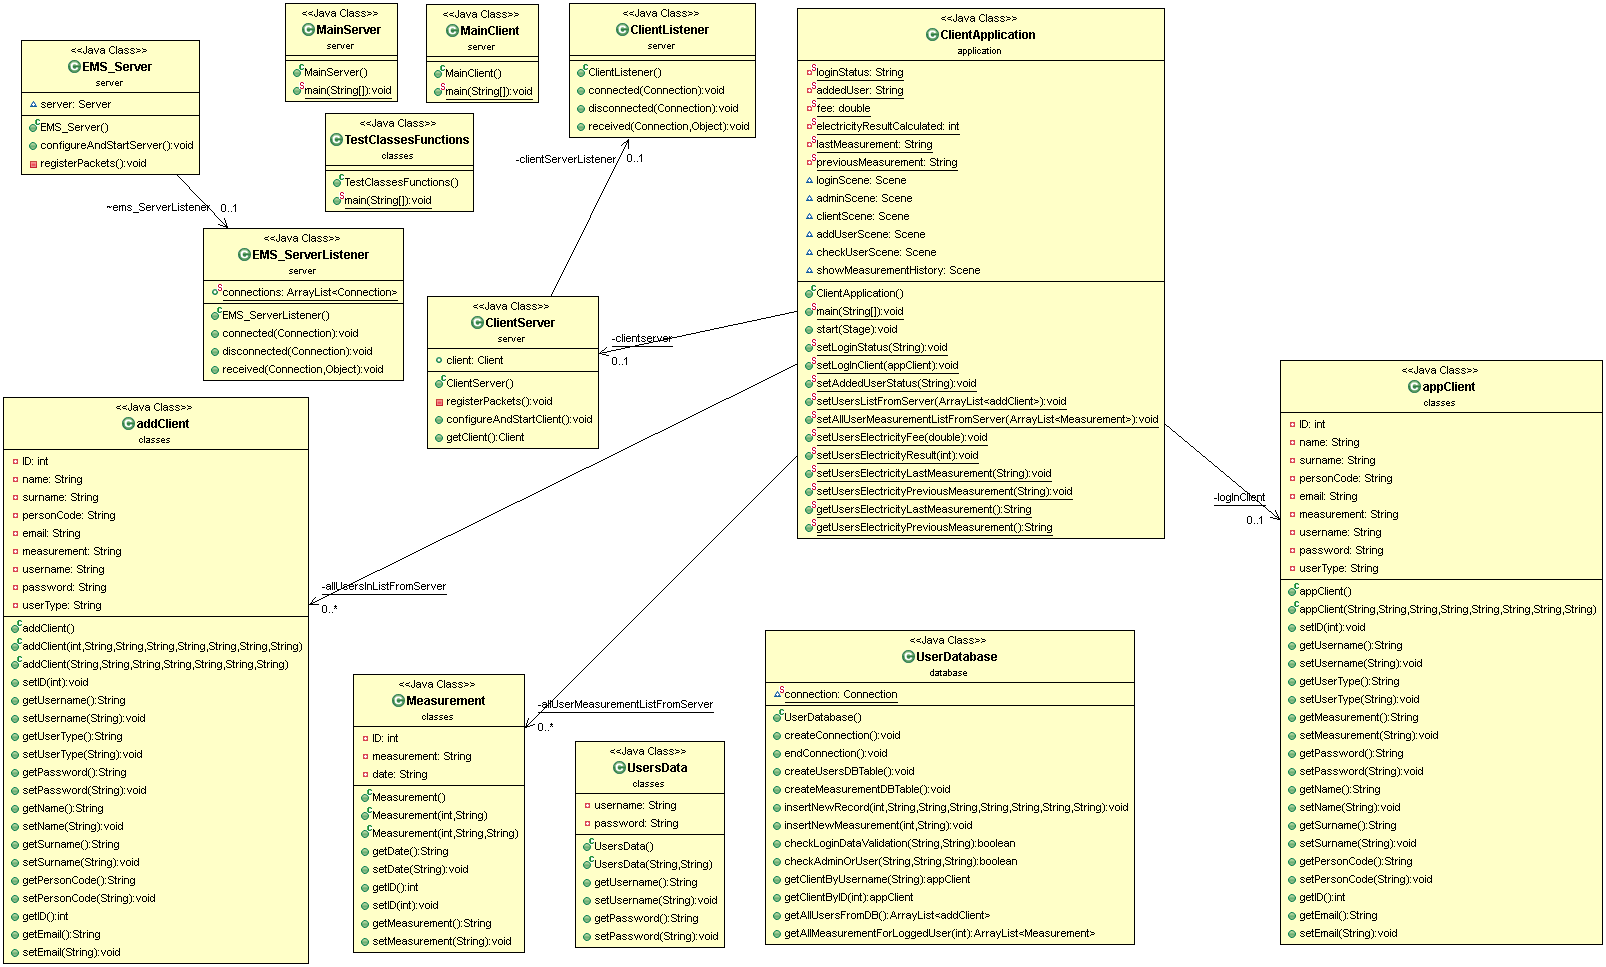 <<Java Class>>
EMS_Server
server
server: Server
EMS_Server()
configureAndStartServer():void
registerPackets():void
<<Java Class>>
MainServer
server
MainServer()
main(String[]):void
<<Java Class>>
MainClient
server
MainClient()
main(String[]):void
<<Java Class>>
ClientListener
server
ClientListener()
connected(Connection):void
disconnected(Connection):void
received(Connection,Object):void
<<Java Class>>
TestClassesFunctions
classes
TestClassesFunctions()
main(String[]):void
-clientServerListener
0..1
~ems_ServerListener
0..1
<<Java Class>>
EMS_ServerListener
server
connections: ArrayList<Connection>
EMS_ServerListener()
connected(Connection):void
disconnected(Connection):void
received(Connection,Object):void
<<Java Class>>
ClientServer
server
client: Client
ClientServer()
registerPackets():void
configureAndStartClient():void
getClient():Client
<<Java Class>>
ClientApplication
application
loginStatus: String
addedUser: String
fee: double
electricityResultCalculated: int
lastMeasurement: String
previousMeasurement: String
loginScene: Scene
adminScene: Scene
clientScene: Scene
addUserScene: Scene
checkUserScene: Scene
showMeasurementHistory: Scene
ClientApplication()
main(String[]):void
start(Stage):void
setLoginStatus(String):void
setLogInClient(appClient):void
setAddedUserStatus(String):void
setUsersListFromServer(ArrayList<addClient>):void
setAllUserMeasurementListFromServer(ArrayList<Measurement>):void
setUsersElectricityFee(double):void
setUsersElectricityResult(int):void
setUsersElectricityLastMeasurement(String):void
setUsersElectricityPreviousMeasurement(String):void
getUsersElectricityLastMeasurement():String
getUsersElectricityPreviousMeasurement():String
-clientserver
0..1
-logInClient
0..1
-allUsersInListFromServer
0..*
-allUserMeasurementListFromServer
0..*
<<Java Class>>
addClient
classes
ID: int
name: String
surname: String
personCode: String
email: String
measurement: String
username: String
password: String
userType: String
addClient()
addClient(int,String,String,String,String,String,String,String)
addClient(String,String,String,String,String,String,String)
setID(int):void
getUsername():String
setUsername(String):void
getUserType():String
setUserType(String):void
getPassword():String
setPassword(String):void
getName():String
setName(String):void
getSurname():String
setSurname(String):void
getPersonCode():String
setPersonCode(String):void
getID():int
getEmail():String
setEmail(String):void
<<Java Class>>
Measurement
classes
ID: int
measurement: String
date: String
Measurement()
Measurement(int,String)
Measurement(int,String,String)
getDate():String
setDate(String):void
getID():int
setID(int):void
getMeasurement():String
setMeasurement(String):void
<<Java Class>>
UsersData
classes
username: String
password: String
UsersData()
UsersData(String,String)
getUsername():String
setUsername(String):void
getPassword():String
setPassword(String):void
<<Java Class>>
UserDatabase
database
connection: Connection
UserDatabase()
createConnection():void
endConnection():void
createUsersDBTable():void
createMeasurementDBTable():void
insertNewRecord(int,String,String,String,String,String,String,String):void
insertNewMeasurement(int,String):void
checkLoginDataValidation(String,String):boolean
checkAdminOrUser(String,String,String):boolean
getClientByUsername(String):appClient
getClientByID(int):appClient
getAllUsersFromDB():ArrayList<addClient>
getAllMeasurementForLoggedUser(int):ArrayList<Measurement>
<<Java Class>>
appClient
classes
ID: int
name: String
surname: String
personCode: String
email: String
measurement: String
username: String
password: String
userType: String
appClient()
appClient(String,String,String,String,String,String,String,String)
setID(int):void
getUsername():String
setUsername(String):void
getUserType():String
setUserType(String):void
getMeasurement():String
setMeasurement(String):void
getPassword():String
setPassword(String):void
getName():String
setName(String):void
getSurname():String
setSurname(String):void
getPersonCode():String
setPersonCode(String):void
getID():int
getEmail():String
setEmail(String):void